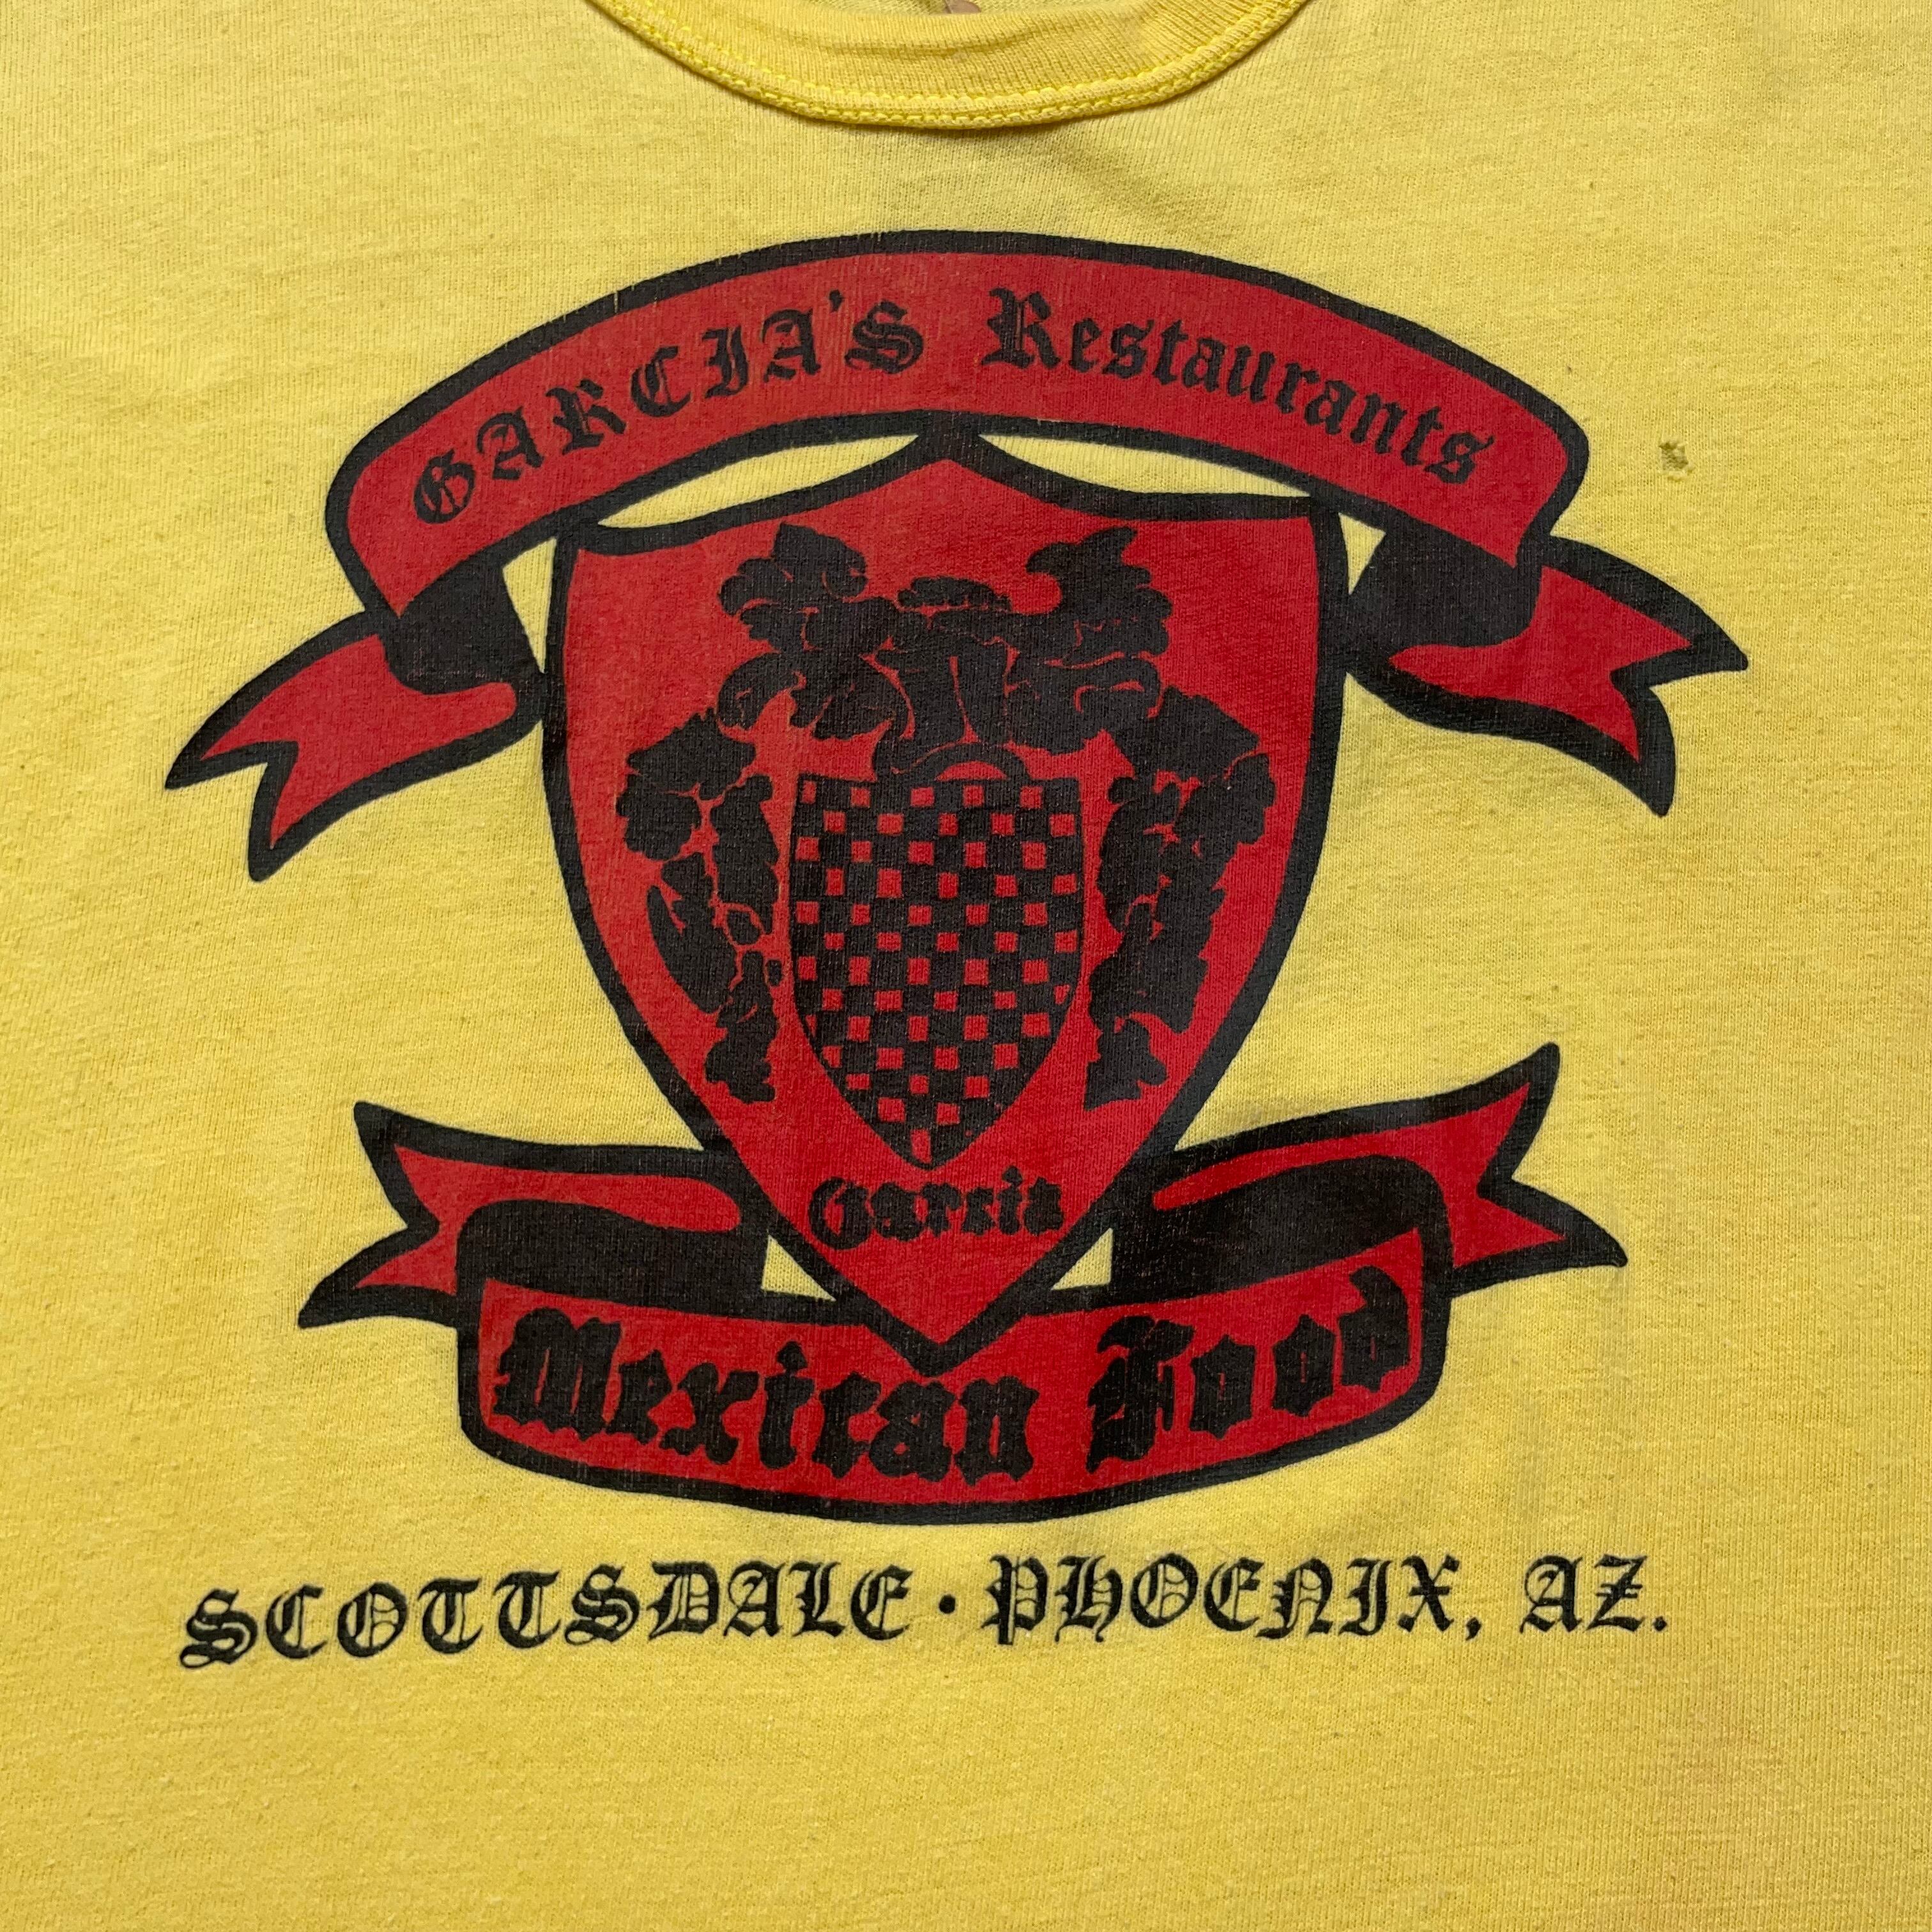 GARCIA'S Restaurants
Garcia
Mexican Food
SCOTTSDALE • PHOENIX, AZ.